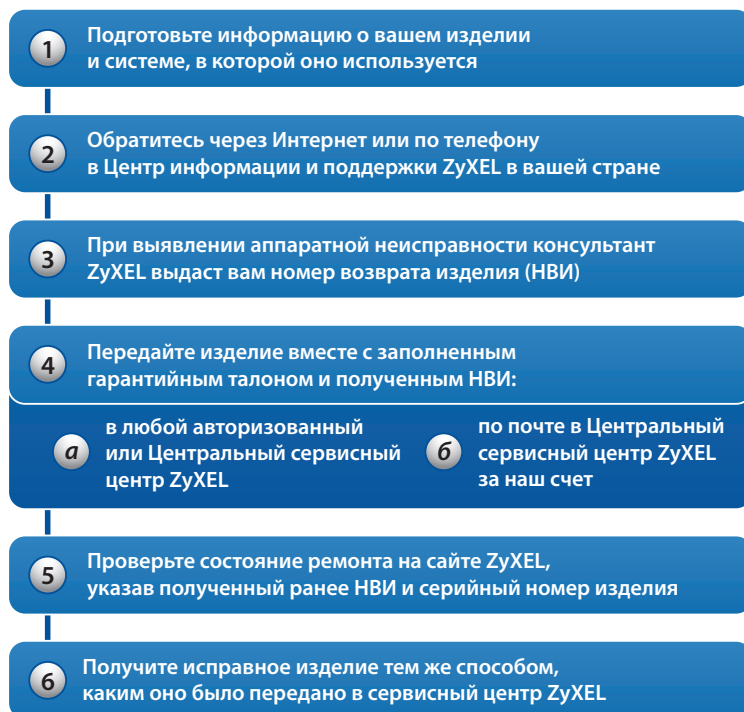 1
Подготовьте информацию о вашем изделии
и системе, в которой оно используется
2
Обратитесь через Интернет или по телефону
в Центр информации и поддержки ZyXEL в вашей стране
3
При выявлении аппаратной неисправности консультант
ZyXEL выдаст вам номер возврата изделия (НВИ)
4
Передайте изделие вместе с заполненным
гарантийным талоном и полученным НВИ:
а
в любой авторизованный
или Центральный сервисный
центр ZyXEL
б
по почте в Центральный
сервисный центр ZyXEL
за наш счет
5
Проверьте состояние ремонта на сайте ZyXEL,
указав полученный ранее НВИ и серийный номер изделия
6
Получите исправное изделие тем же способом,
каким оно было передано в сервисный центр ZyXEL